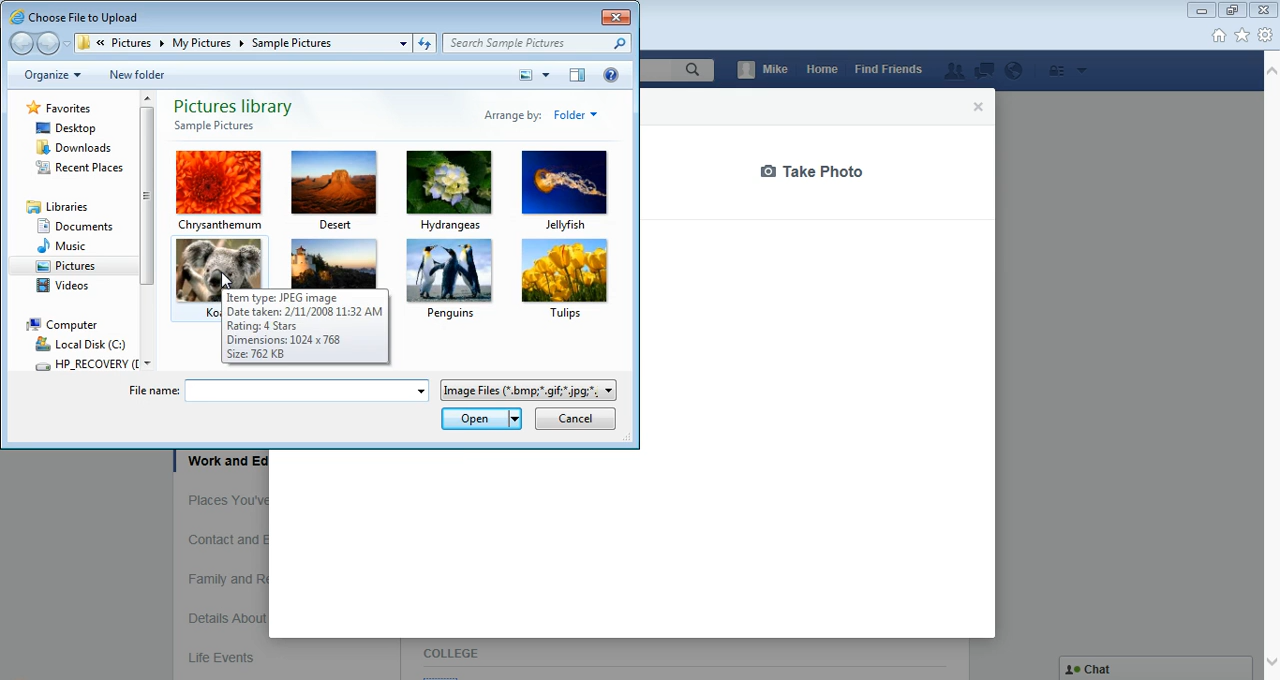 Choose File to Upload
« Pictures ▸ My Pictures ▸ Sample Pictures
Search Sample Pictures
Organize
New folder
Mike
Home
Find Friends
Favorites
Desktop
Downloads
Recent Places
Libraries
Documents
Music
Pictures
Videos
Computer
Local Disk (C:)
HP_RECOVERY (
Pictures library
Sample Pictures
Arrange by: Folder
Chrysanthemum
Desert
Hydrangeas
Jellyfish
Koa
Penguins
Tulips
Item type: JPEG image
Date taken: 2/11/2008 11:32 AM
Rating: 4 Stars
Dimensions: 1024 x 768
Size: 762 KB
File name:
Image Files (*.bmp;*.gif;*.jpg;*.
Open
Cancel
Take Photo
Work and Ed
Places You've
Contact and
Family and Re
Details About
Life Events
COLLEGE
Chat